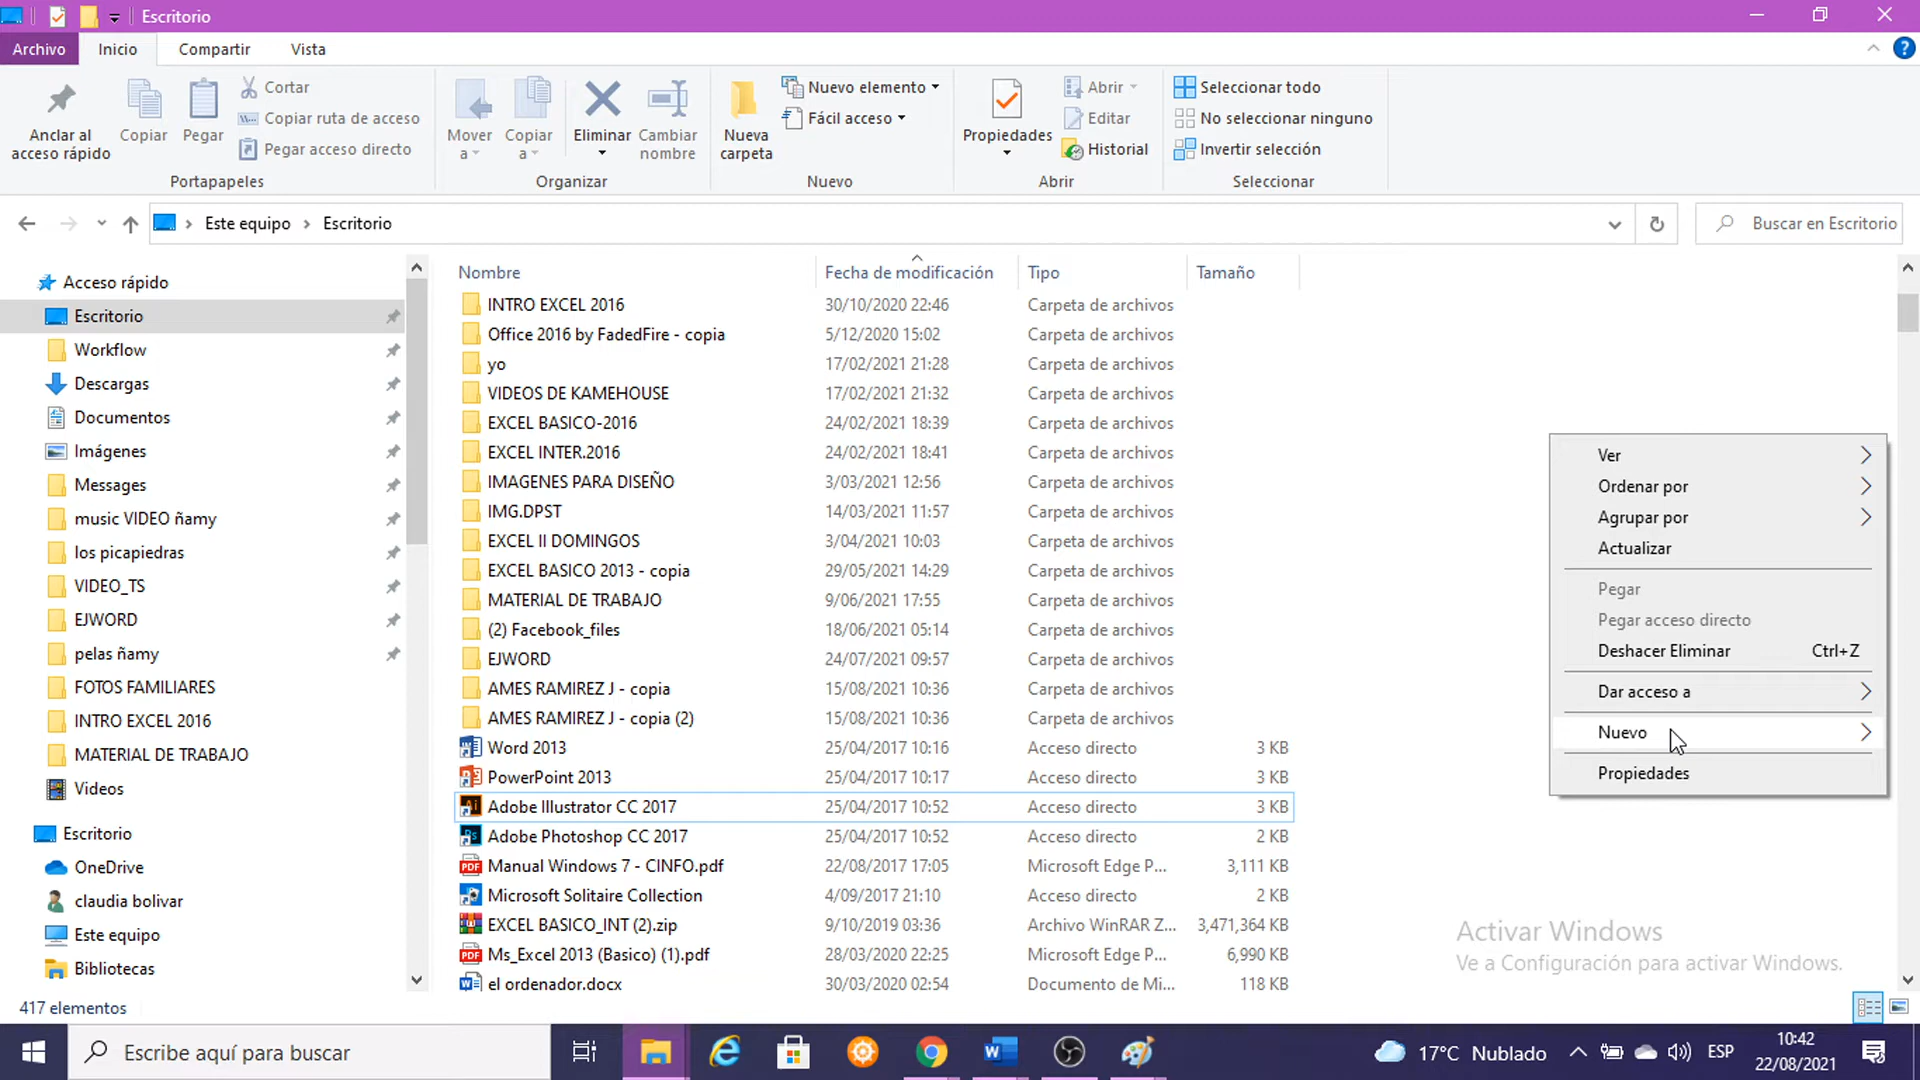 Escritorio
Archivo Inicio Compartir Vista
Anclar al acceso rápido
Copiar
Pegar
Cortar
Copiar ruta de acceso
Pegar acceso directo
Portapapeles
Mover a
Copiar a
Eliminar
Cambiar nombre
Organizar
Nueva carpeta
Nuevo elemento
Fácil acceso
Nuevo
Propiedades
Abrir
Editar
Historial
Abrir
Seleccionar todo
No seleccionar ninguno
Invertir selección
Seleccionar
Este equipo > Escritorio
Buscar en Escritorio
Acceso rápido
Escritorio
Workflow
Descargas
Documentos
Imágenes
Messages
music VIDEO ñamy
los picapiedras
VIDEO_TS
EJWORD
pelas ñamy
FOTOS FAMILIARES
INTRO EXCEL 2016
MATERIAL DE TRABAJO
Videos
Escritorio
OneDrive
claudia bolivar
Este equipo
Bibliotecas
Nombre Fecha de modificación Tipo Tamaño
INTRO EXCEL 2016 30/10/2020 22:46 Carpeta de archivos
Office 2016 by FadedFire - copia 5/12/2020 15:02 Carpeta de archivos
yo 17/02/2021 21:28 Carpeta de archivos
VIDEOS DE KAMEHOUSE 17/02/2021 21:32 Carpeta de archivos
EXCEL BASICO-2016 24/02/2021 18:39 Carpeta de archivos
EXCEL INTER.2016 24/02/2021 18:41 Carpeta de archivos
IMAGENES PARA DISEÑO 3/03/2021 12:56 Carpeta de archivos
IMG.DPST 14/03/2021 11:57 Carpeta de archivos
EXCEL II DOMINGOS 3/04/2021 10:03 Carpeta de archivos
EXCEL BASICO 2013 - copia 29/05/2021 14:29 Carpeta de archivos
MATERIAL DE TRABAJO 9/06/2021 17:55 Carpeta de archivos
(2) Facebook_files 18/06/2021 05:14 Carpeta de archivos
EJWORD 24/07/2021 09:57 Carpeta de archivos
AMES RAMIREZ J - copia 15/08/2021 10:36 Carpeta de archivos
AMES RAMIREZ J - copia (2) 15/08/2021 10:36 Carpeta de archivos
Word 2013 25/04/2017 10:16 Acceso directo 3 KB
PowerPoint 2013 25/04/2017 10:17 Acceso directo 3 KB
Adobe Illustrator CC 2017 25/04/2017 10:52 Acceso directo 3 KB
Adobe Photoshop CC 2017 25/04/2017 10:52 Acceso directo 2 KB
Manual Windows 7 - CINFO.pdf 22/08/2017 17:05 Microsoft Edge P... 3,111 KB
Microsoft Solitaire Collection 4/09/2017 21:10 Acceso directo 2 KB
EXCEL BASICO_INT (2).zip 9/10/2019 03:36 Archivo WinRAR Z... 3,471,364 KB
Ms_Excel 2013 (Basico) (1).pdf 28/03/2020 22:25 Microsoft Edge P... 6,990 KB
el ordenador.docx 30/03/2020 02:54 Documento de Mi... 118 KB
Ver
Ordenar por
Agrupar por
Actualizar
Pegar
Pegar acceso directo
Deshacer Eliminar Ctrl+Z
Dar acceso a
Nuevo
Propiedades
Activar Windows
Ve a Configuración para activar Windows.
417 elementos
Escribe aquí para buscar
17°C Nublado
ESP
10:42
22/08/2021